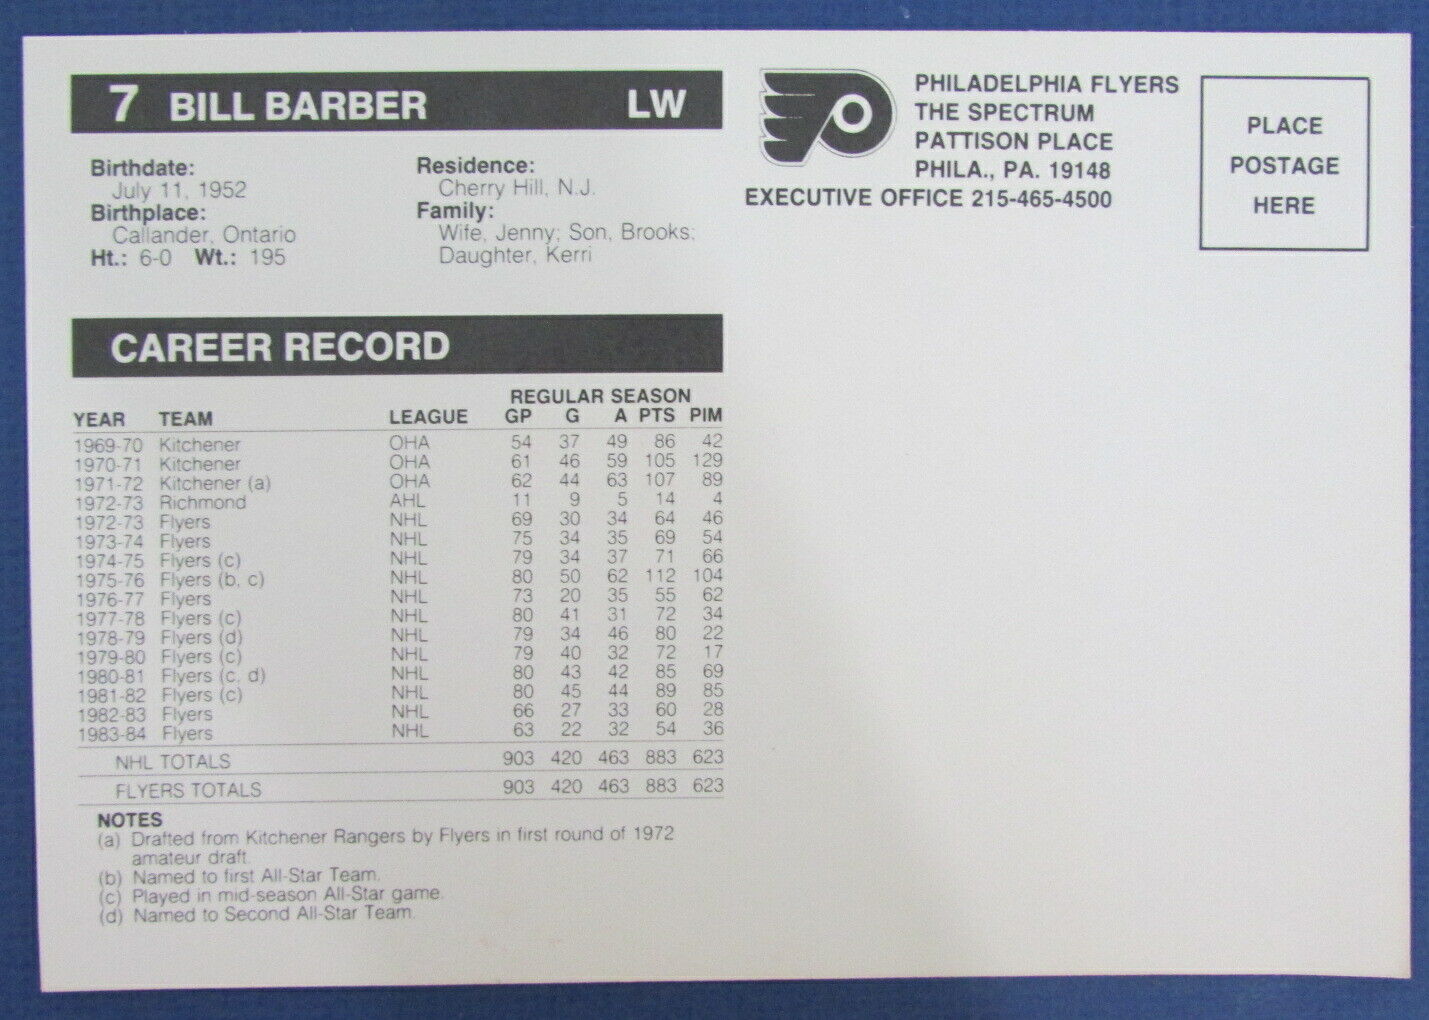 7 BILL BARBER LW
Birthdate:
July 11, 1952
Birthplace:
Callander, Ontario
Ht.: 6-0 Wt.: 195
Residence:
Cherry Hill, N.J.
Family:
Wife, Jenny; Son, Brooks;
Daughter, Kerri
CAREER RECORD
REGULAR SEASON
YEAR TEAM LEAGUE GP G A PTS PIM
1969-70 Kitchener OHA 54 37 49 86 42
1970-71 Kitchener OHA 61 46 59 105 129
1971-72 Kitchener (a) OHA 62 44 63 107 89
1972-73 Richmond AHL 11 9 5 14 4
1972-73 Flyers NHL 69 30 34 64 46
1973-74 Flyers NHL 75 34 35 69 54
1974-75 Flyers (c) NHL 79 34 37 71 66
1975-76 Flyers (b, c) NHL 80 50 62 112 104
1976-77 Flyers NHL 73 20 35 55 62
1977-78 Flyers (c) NHL 80 41 31 72 34
1978-79 Flyers (d) NHL 79 34 46 80 22
1979-80 Flyers (c) NHL 79 40 32 72 17
1980-81 Flyers (c, d) NHL 80 43 42 85 69
1981-82 Flyers (c) NHL 80 45 44 89 85
1982-83 Flyers NHL 66 27 33 60 28
1983-84 Flyers NHL 63 22 32 54 36
NHL TOTALS 903 420 463 883 623
FLYERS TOTALS 903 420 463 883 623
NOTES
(a) Drafted from Kitchener Rangers by Flyers in first round of 1972
amateur draft.
(b) Named to first All-Star Team.
(c) Played in mid-season All-Star game.
(d) Named to Second All-Star Team.
PHILADELPHIA FLYERS
THE SPECTRUM
PATTISON PLACE
PHILA., PA. 19148
EXECUTIVE OFFICE 215-465-4500
PLACE
POSTAGE
HERE